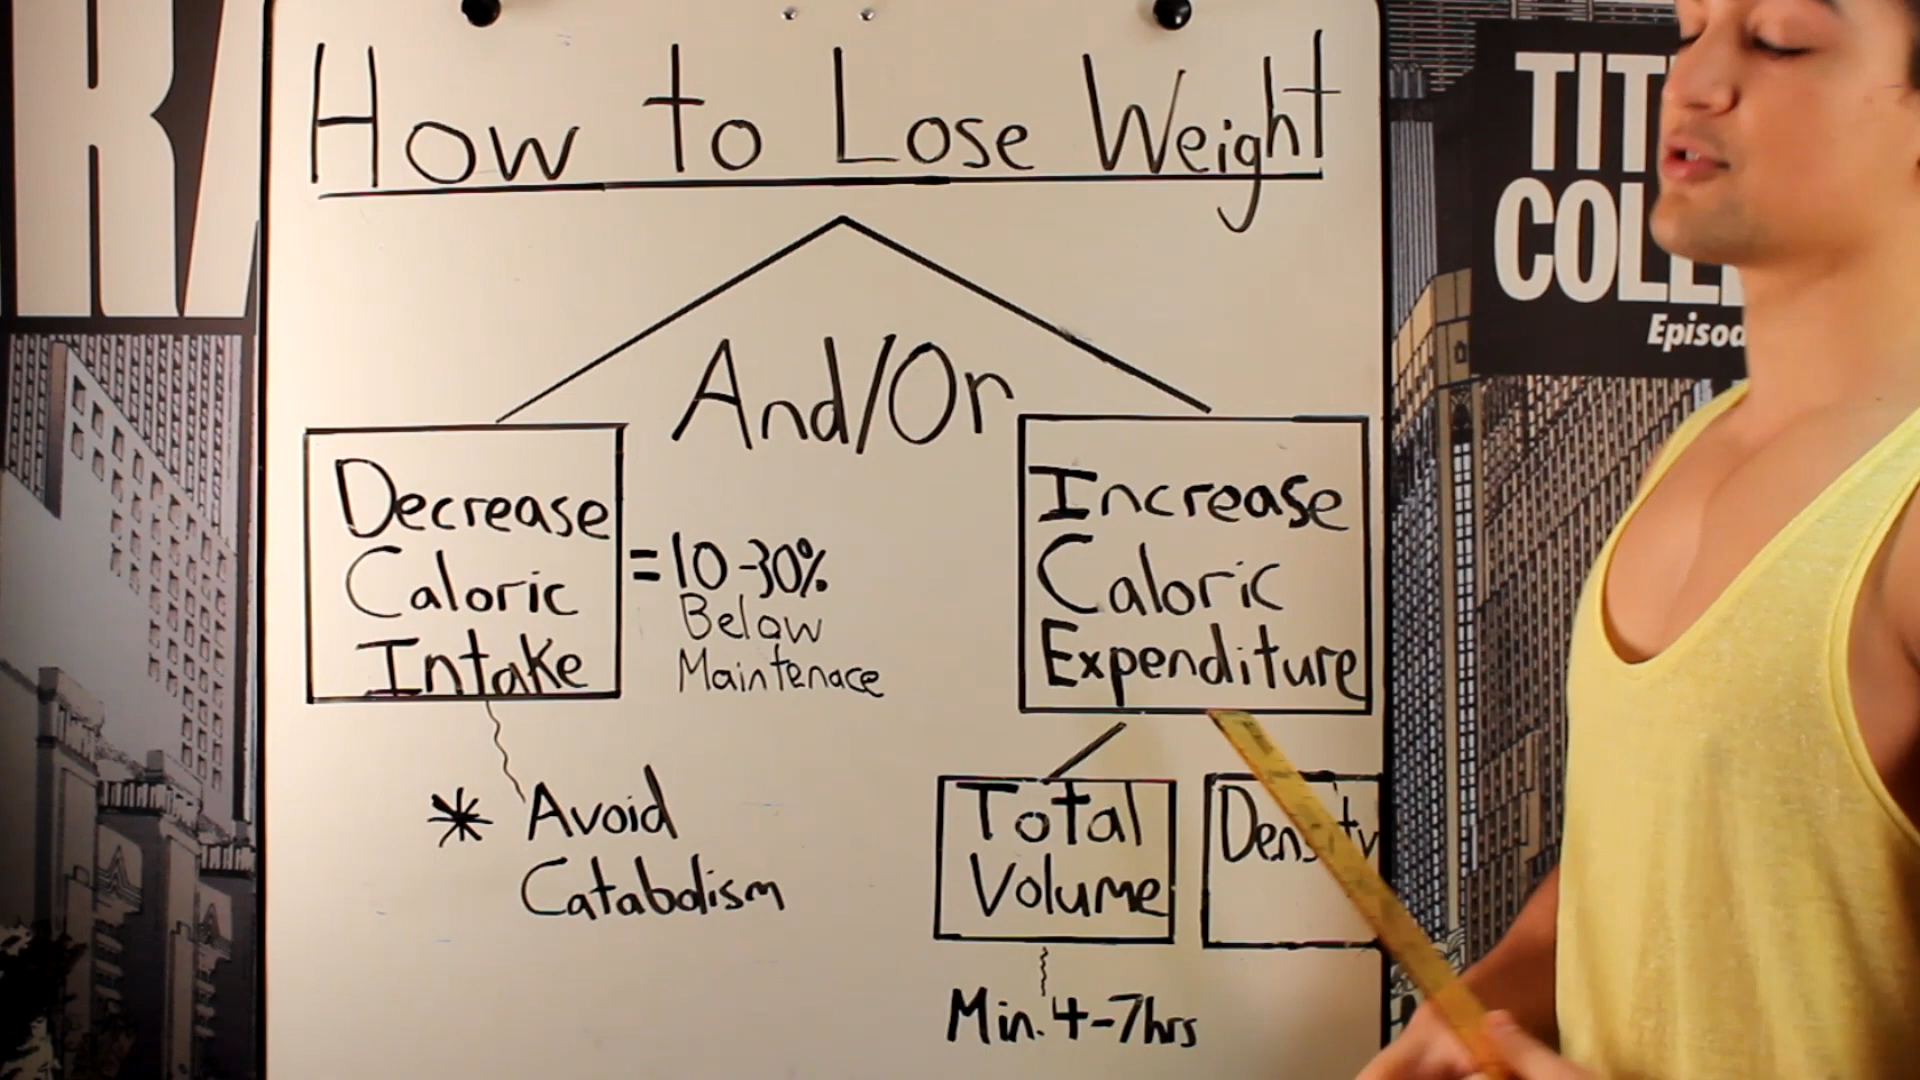 How to Lose Weight
And/Or
Decrease
Caloric
Intake
= 10-30%
Below
Maintenace
* Avoid
Catabolism
Increase
Caloric
Expenditure
Total
Volume
Min. 4-7hrs
Density
TIT
COLL
Episod